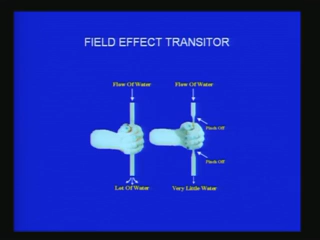 FIELD EFFECT TRANSITOR
Flow Of Water Flow Of Water
Pinch Off
Pinch Off
Lot Of Water Very Little Water